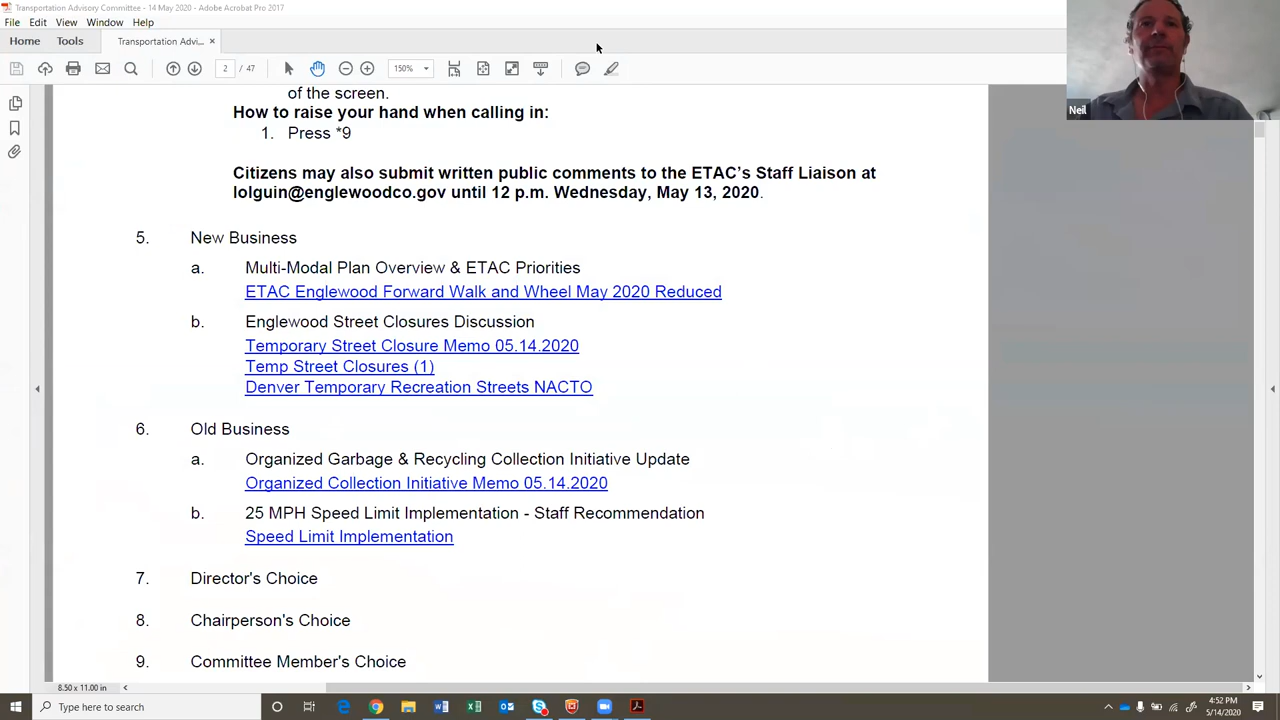 Transportation Advisory Committee - 14 May 2020 - Adobe Acrobat Pro 2017
File Edit View Window Help
Home Tools Transportation Advi... ×
2 / 47 150%
of the screen.
How to raise your hand when calling in:
1. Press *9
Citizens may also submit written public comments to the ETAC's Staff Liaison at
lolguin@englewoodco.gov until 12 p.m. Wednesday, May 13, 2020.
5. New Business
a. Multi-Modal Plan Overview & ETAC Priorities
ETAC Englewood Forward Walk and Wheel May 2020 Reduced
b. Englewood Street Closures Discussion
Temporary Street Closure Memo 05.14.2020
Temp Street Closures (1)
Denver Temporary Recreation Streets NACTO
6. Old Business
a. Organized Garbage & Recycling Collection Initiative Update
Organized Collection Initiative Memo 05.14.2020
b. 25 MPH Speed Limit Implementation - Staff Recommendation
Speed Limit Implementation
7. Director's Choice
8. Chairperson's Choice
9. Committee Member's Choice
8.50 x 11.00 in
Neil
Type here to search
4:52 PM
5/14/2020